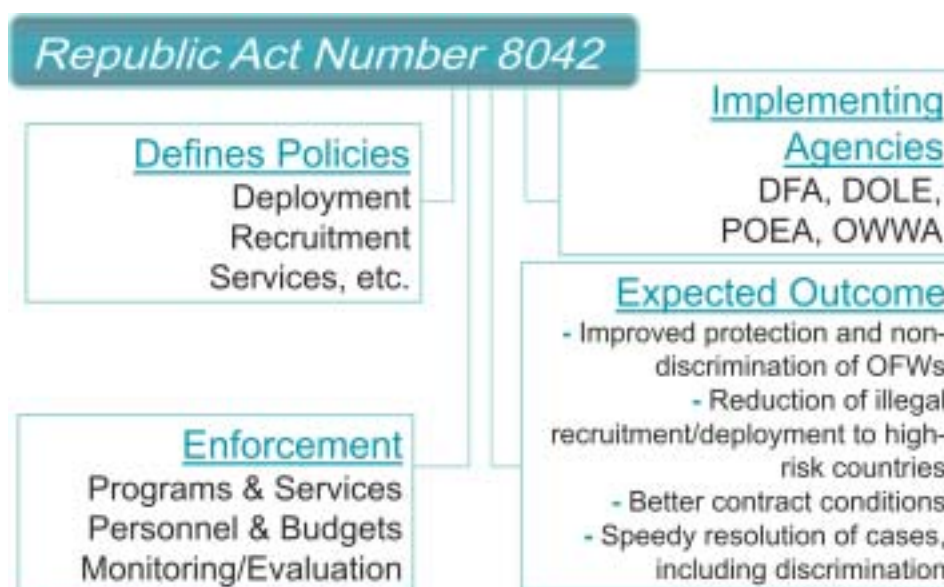 Republic Act Number 8042
Defines Policies
Deployment
Recruitment
Services, etc.
Implementing
Agencies
DFA, DOLE,
POEA, OWWA
Enforcement
Programs & Services
Personnel & Budgets
Monitoring/Evaluation
Expected Outcome
- Improved protection and non-
discrimination of OFWs
- Reduction of illegal
recruitment/deployment to high-
risk countries
- Better contract conditions
- Speedy resolution of cases,
including discrimination